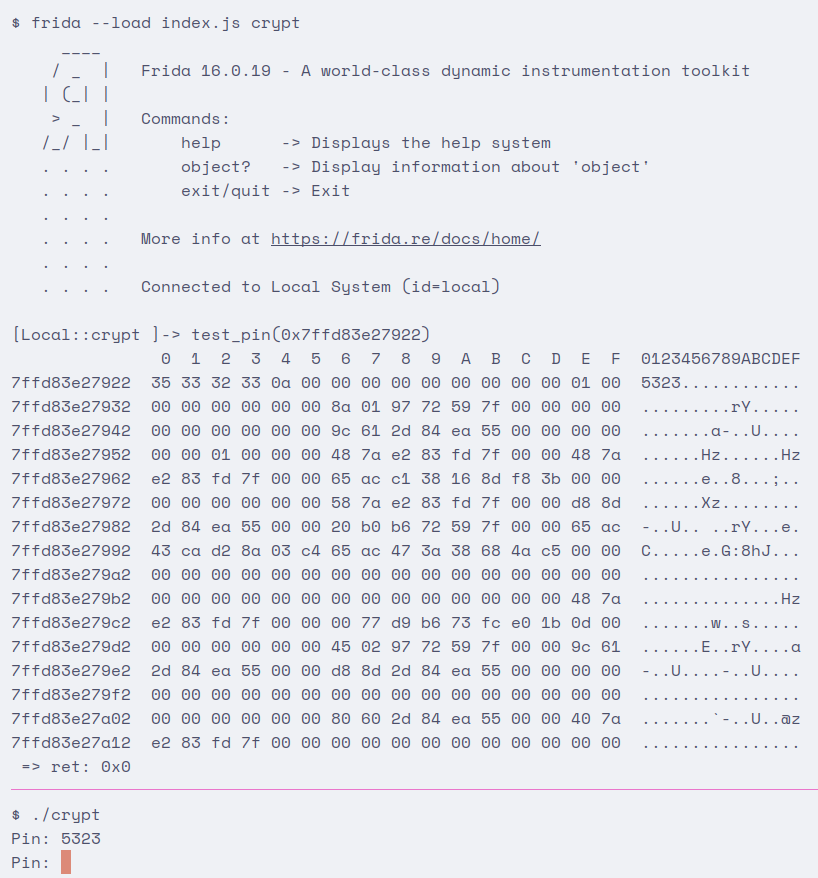 $ frida --load index.js crypt
     ____
    / _  |   Frida 16.0.19 - A world-class dynamic instrumentation toolkit
   | (_| |
    > _  |   Commands:
   /_/ |_|       help      -> Displays the help system
   . . . .       object?   -> Display information about 'object'
   . . . .       exit/quit -> Exit
   . . . .
   . . . .   More info at https://frida.re/docs/home/
   . . . .
   . . . .   Connected to Local System (id=local)

[Local::crypt ]-> test_pin(0x7ffd83e27922)
               0  1  2  3  4  5  6  7  8  9  A  B  C  D  E  F  0123456789ABCDEF
7ffd83e27922  35 33 32 33 0a 00 00 00 00 00 00 00 00 00 01 00  5323............
7ffd83e27932  00 00 00 00 00 00 8a 01 97 72 59 7f 00 00 00 00  .........rY.....
7ffd83e27942  00 00 00 00 00 00 9c 61 2d 84 ea 55 00 00 00 00  .......a-..U....
7ffd83e27952  00 00 01 00 00 00 48 7a e2 83 fd 7f 00 00 48 7a  ......Hz......Hz
7ffd83e27962  e2 83 fd 7f 00 00 65 ac c1 38 16 8d f8 3b 00 00  ......e..8...;..
7ffd83e27972  00 00 00 00 00 00 58 7a e2 83 fd 7f 00 00 d8 8d  ......Xz........
7ffd83e27982  2d 84 ea 55 00 00 20 b0 b6 72 59 7f 00 00 65 ac  -..U.. ..rY...e.
7ffd83e27992  43 ca d2 8a 03 c4 65 ac 47 3a 38 68 4a c5 00 00  C.....e.G:8hJ...
7ffd83e279a2  00 00 00 00 00 00 00 00 00 00 00 00 00 00 00 00  ................
7ffd83e279b2  00 00 00 00 00 00 00 00 00 00 00 00 00 00 48 7a  ..............Hz
7ffd83e279c2  e2 83 fd 7f 00 00 00 77 d9 b6 73 fc e0 1b 0d 00  .......w..s.....
7ffd83e279d2  00 00 00 00 00 00 45 02 97 72 59 7f 00 00 9c 61  ......E..rY....a
7ffd83e279e2  2d 84 ea 55 00 00 d8 8d 2d 84 ea 55 00 00 00 00  -..U....-..U....
7ffd83e279f2  00 00 00 00 00 00 00 00 00 00 00 00 00 00 00 00  ................
7ffd83e27a02  00 00 00 00 00 00 80 60 2d 84 ea 55 00 00 40 7a  .......`-..U..@z
7ffd83e27a12  e2 83 fd 7f 00 00 00 00 00 00 00 00 00 00 00 00  ................
 => ret: 0x0
$ ./crypt
Pin: 5323
Pin: